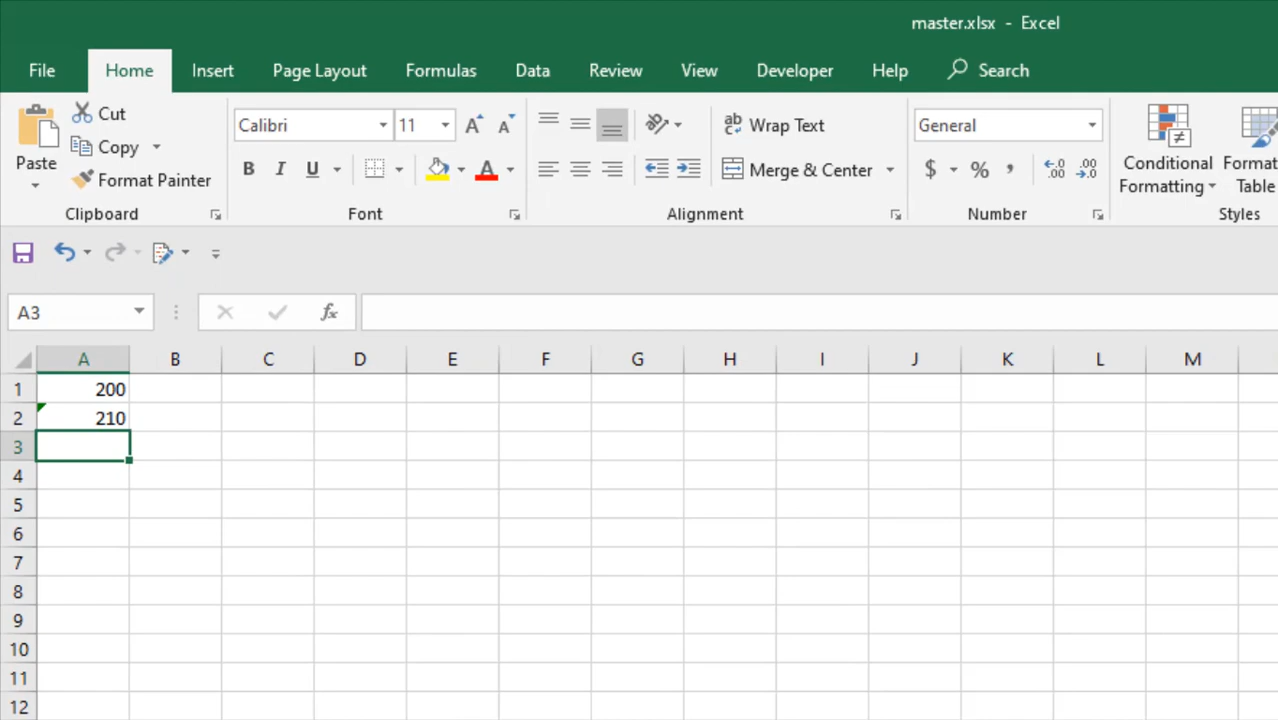 master.xlsx - Excel
File Home Insert Page Layout Formulas Data Review View Developer Help Search
Cut
Copy
Format Painter
Paste
Clipboard
Calibri 11
B I U A
Font
ab Wrap Text
Merge & Center
Alignment
General
$ % ,
Number
Conditional
Formatting
Format
Table
Styles
A3 fx
A B C D E F G H I J K L M
1 200
2 210
3
4
5
6
7
8
9
10
11
12